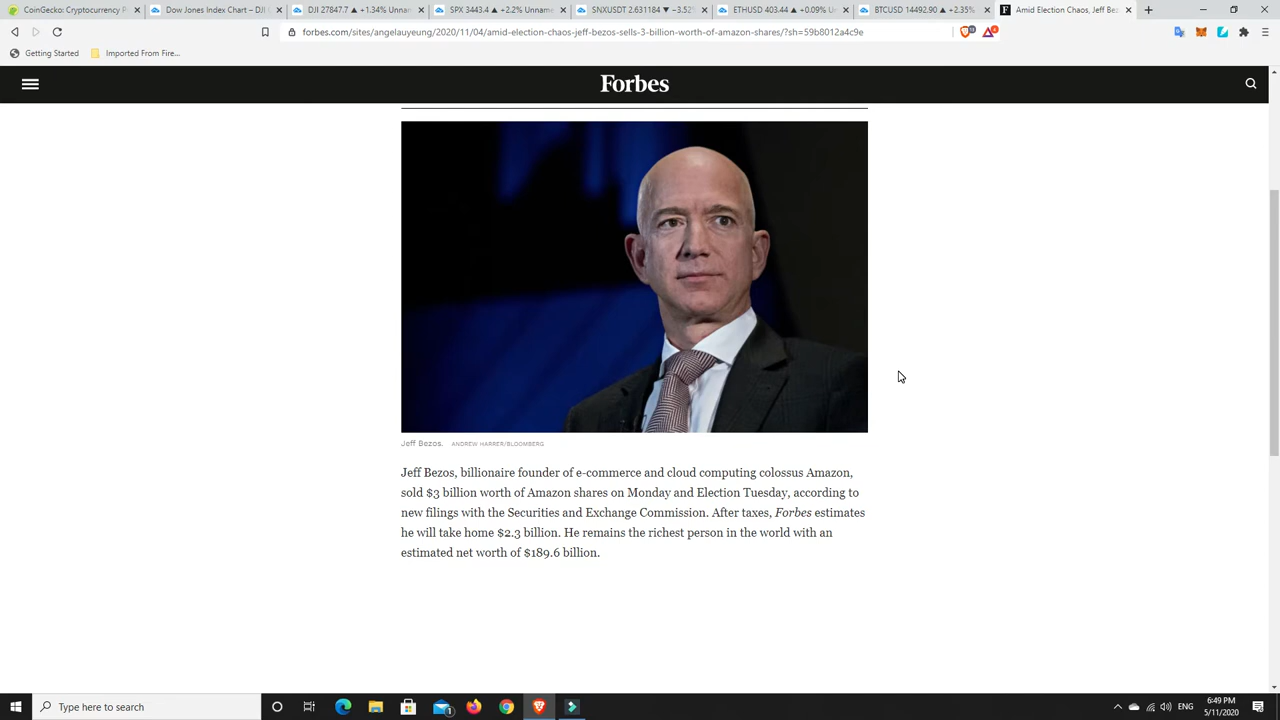 CoinGecko: Cryptocurrency P
Dow Jones Index Chart – DJI
DJI 27847.7 ▲ +1.34% Unna
SPX 3443.4 ▲ +2.2% Unname
SNXUSDT 2.631184 ▼ −3.52%
ETHUSD 403.44 ▲ +0.09% Un
BTCUSD 14492.90 ▲ +2.35%
Amid Election Chaos, Jeff Bez
forbes.com/sites/angelauyeung/2020/11/04/amid-election-chaos-jeff-bezos-sells-3-billion-worth-of-amazon-shares/?sh=59b8012a4c9e
Getting Started Imported From Fire...
Forbes
Jeff Bezos. ANDREW HARRER/BLOOMBERG
Jeff Bezos, billionaire founder of e-commerce and cloud computing colossus Amazon,
sold $3 billion worth of Amazon shares on Monday and Election Tuesday, according to
new filings with the Securities and Exchange Commission. After taxes, Forbes estimates
he will take home $2.3 billion. He remains the richest person in the world with an
estimated net worth of $189.6 billion.
Type here to search
ENG
6:49 PM
5/11/2020